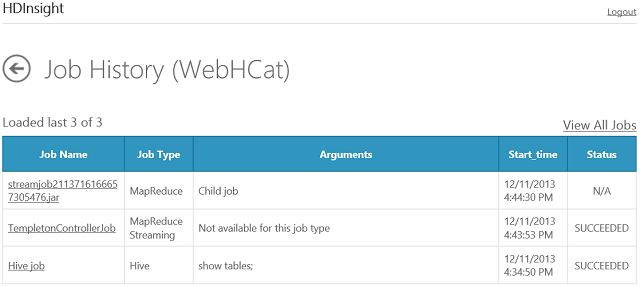 HDInsight
Logout
Job History (WebHCat)
Loaded last 3 of 3
View All Jobs
Job Name Job Type Arguments Start_time Status
streamjob211371616665
7305476.jar MapReduce Child job 12/11/2013
4:44:30 PM N/A
TempletonControllerJob MapReduce
Streaming Not available for this job type 12/11/2013
4:43:53 PM SUCCEEDED
Hive job Hive show tables; 12/11/2013
4:34:50 PM SUCCEEDED